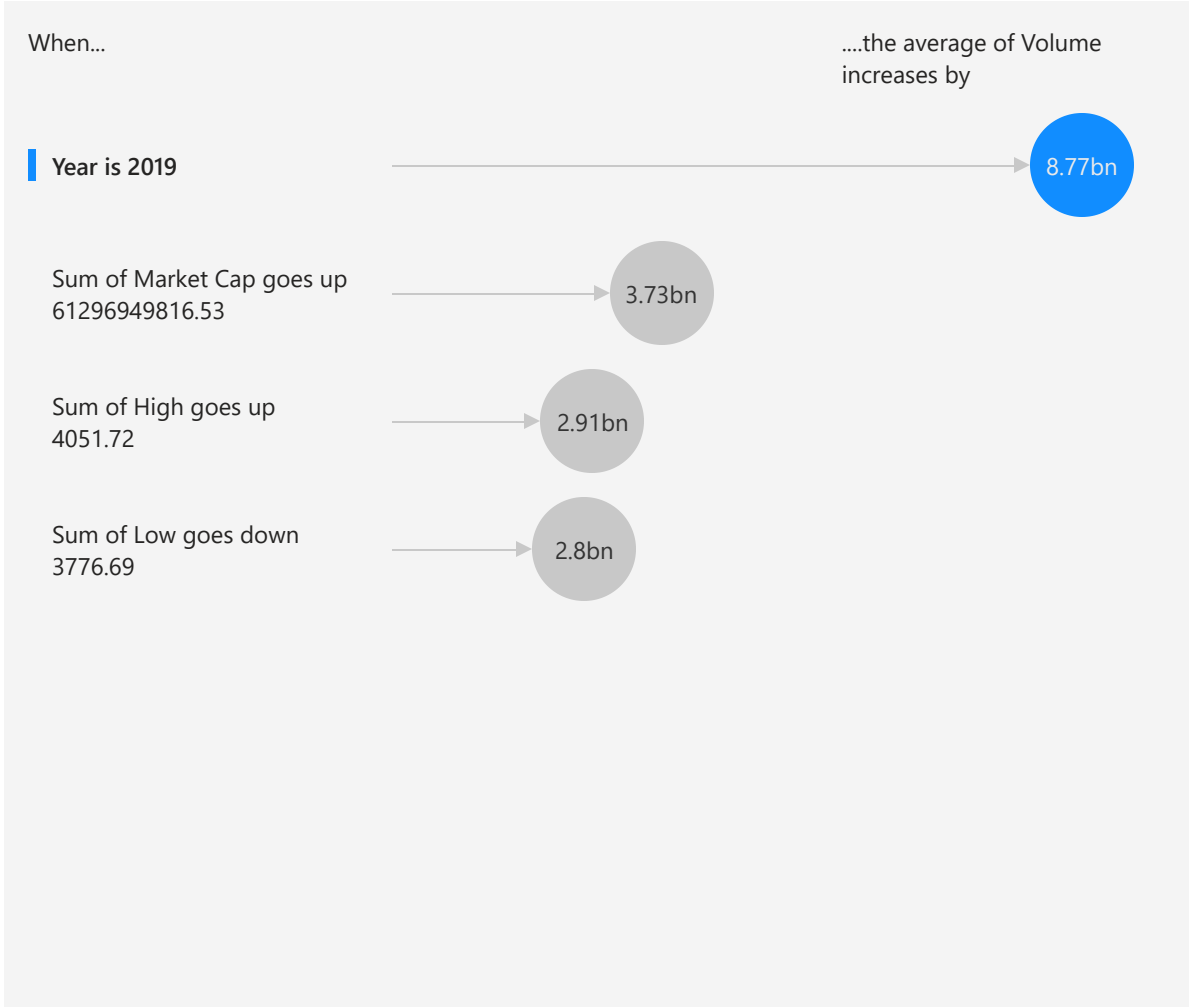 When...
....the average of Volume
increases by
Year is 2019
8.77bn
Sum of Market Cap goes up
61296949816.53
3.73bn
Sum of High goes up
4051.72
2.91bn
Sum of Low goes down
3776.69
2.8bn